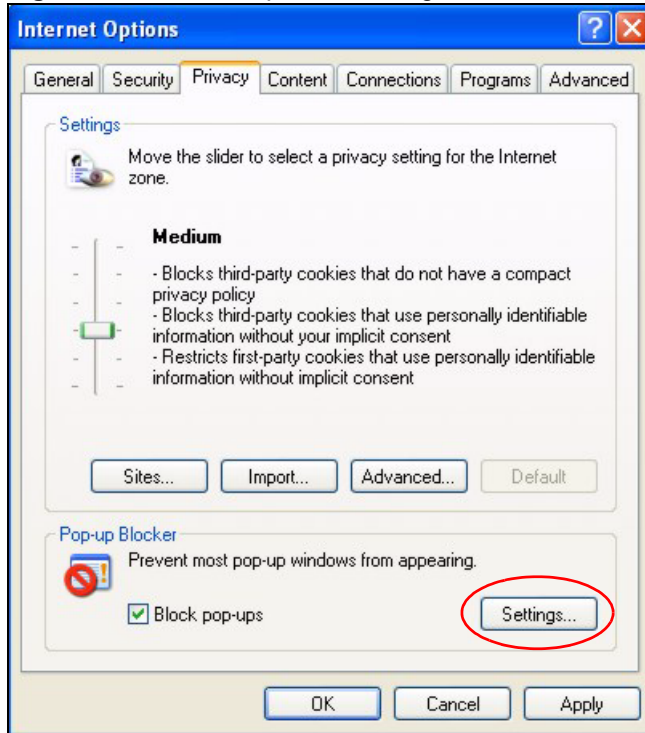 Internet Options
General Security Privacy Content Connections Programs Advanced
Settings
Move the slider to select a privacy setting for the Internet
zone.
Medium
- Blocks third-party cookies that do not have a compact
privacy policy
- Blocks third-party cookies that use personally identifiable
information without your implicit consent
- Restricts first-party cookies that use personally identifiable
information without implicit consent
Sites... Import... Advanced... Default
Pop-up Blocker
Prevent most pop-up windows from appearing.
Block pop-ups Settings...
OK Cancel Apply